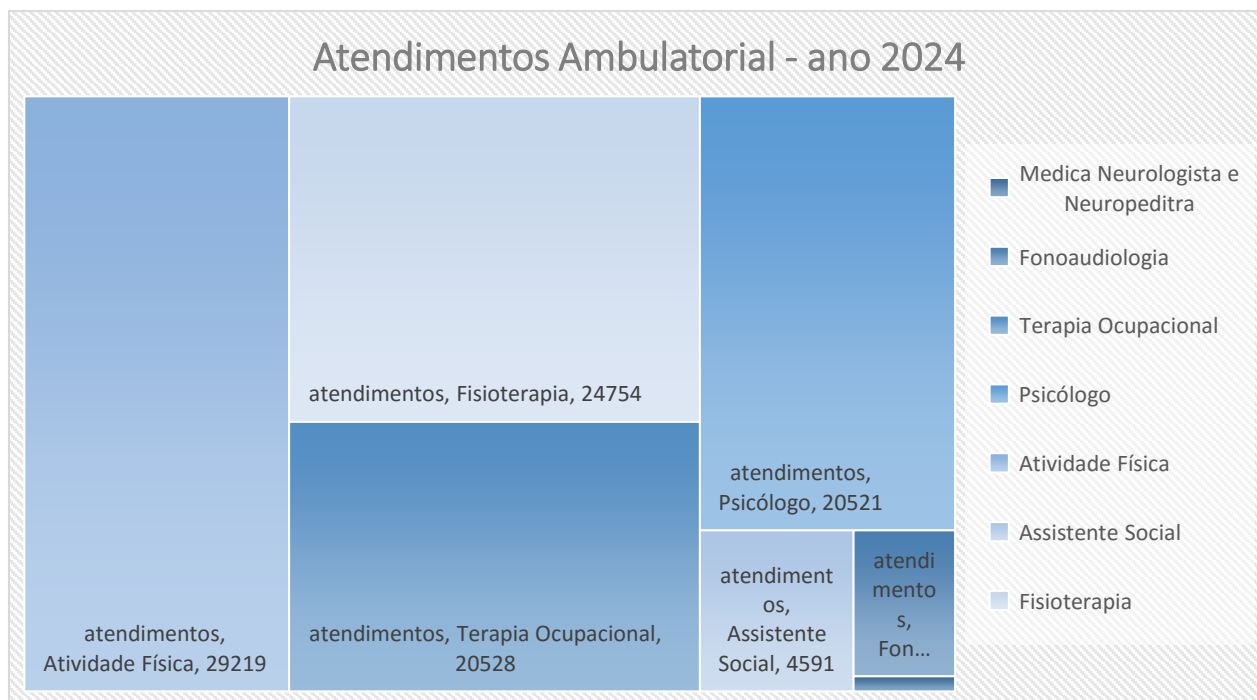 Atendimentos Ambulatorial - ano 2024
atendimentos,
Atividade Física, 29219
atendimentos, Fisioterapia, 24754
atendimentos, Terapia Ocupacional,
20528
atendimentos,
Psicólogo, 20521
atendiment
os,
Assistente
Social, 4591
atendi
mento
s,
Fon...
Medica Neurologista e
Neuropeditra
Fonoaudiologia
Terapia Ocupacional
Psicólogo
Atividade Física
Assistente Social
Fisioterapia